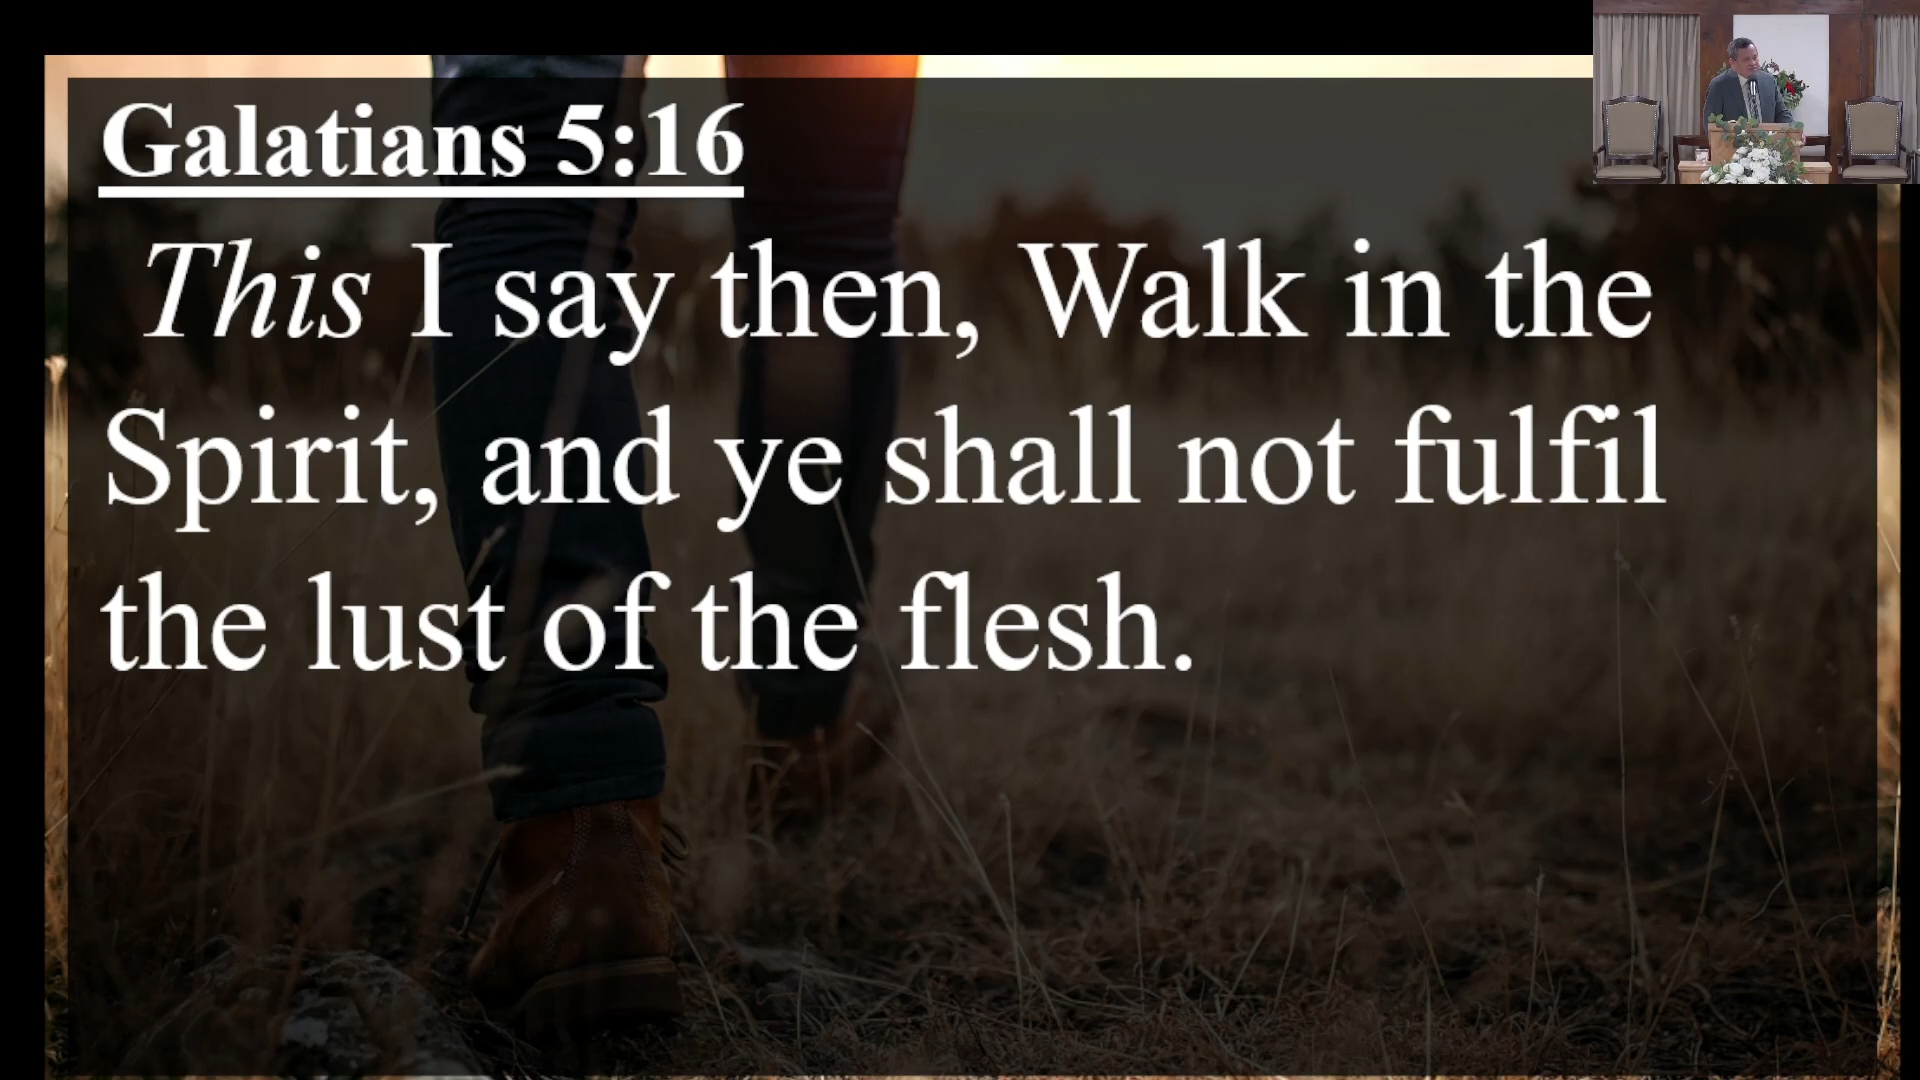 Galatians 5:16
This I say then, Walk in the
Spirit, and ye shall not fulfil
the lust of the flesh.